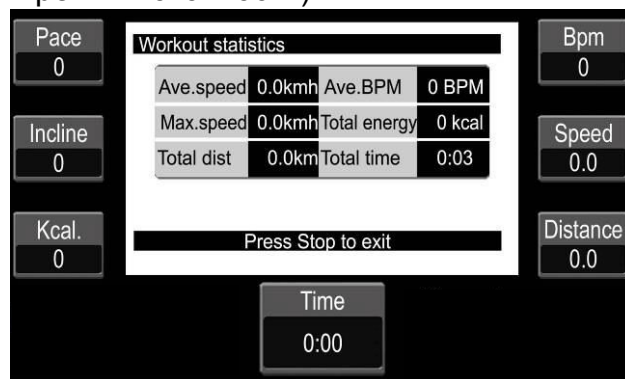 Pace
0
Incline
0
Kcal.
0
Workout statistics
Ave.speed 0.0kmh Ave.BPM 0 BPM
Max.speed 0.0kmh Total energy 0 kcal
Total dist 0.0km Total time 0:03
Press Stop to exit
Bpm
0
Speed
0.0
Distance
0.0
Time
0:00